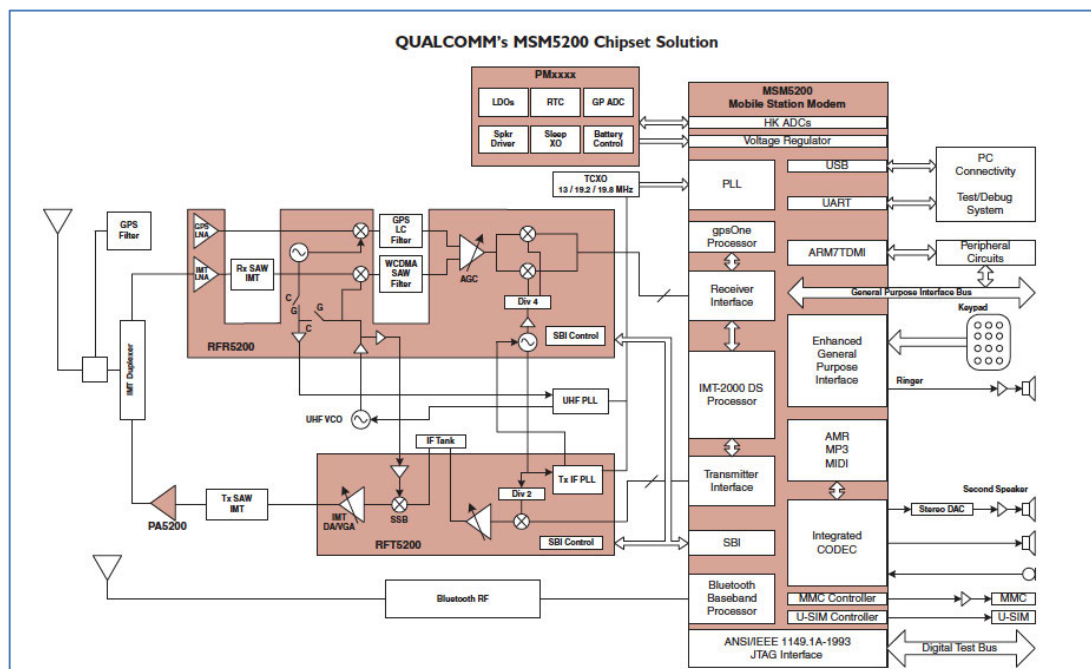 QUALCOMM's MSM5200 Chipset Solution
PMxxxx
LDOs
RTC
GP ADC
Spkr
Driver
Sleep
XO
Battery
Control
MSM5200
Mobile Station Modem
HK ADCs
Voltage Regulator
TCXO
13 / 19.2 / 19.8 MHz
PLL
USB
UART
PC
Connectivity
Test/Debug
System
gpsOne
Processor
ARM7TDMI
Peripheral
Circuits
GPS
Filter
GPS
LNA
GPS
LC
Filter
IMT
LNA
Rx SAW
IMT
WCDMA
SAW
Filter
AGC
Div 4
C
G
G
C
SBI Control
RFR5200
Receiver
Interface
General Purpose Interface Bus
Keypad
Enhanced
General
Purpose
Interface
Ringer
IMT Duplexer
UHF PLL
UHF VCO
IMT-2000 DS
Processor
IF Tank
AMR
MP3
MIDI
Tx IF PLL
Div 2
Transmitter
Interface
PA5200
Tx SAW
IMT
IMT
DA/VGA
SSB
RFT5200
SBI Control
SBI
Integrated
CODEC
Second Speaker
Stereo DAC
Bluetooth RF
Bluetooth
Baseband
Processor
MMC Controller
MMC
U-SIM Controller
U-SIM
ANSI/IEEE 1149.1A-1993
JTAG Interface
Digital Test Bus